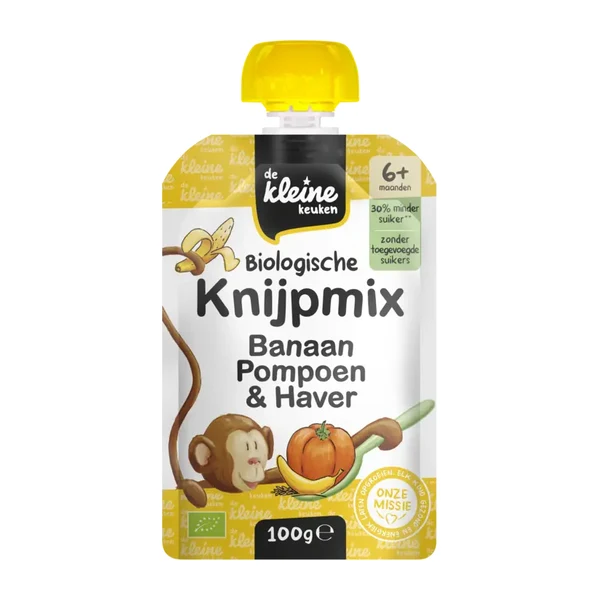 de
kleine
keuken
6+
maanden
30% minder
suiker**
zonder
toegevoegde
suikers
Biologische
Knijpmix
Banaan
Pompoen
& Haver
ONZE
MISSIE
100g℮